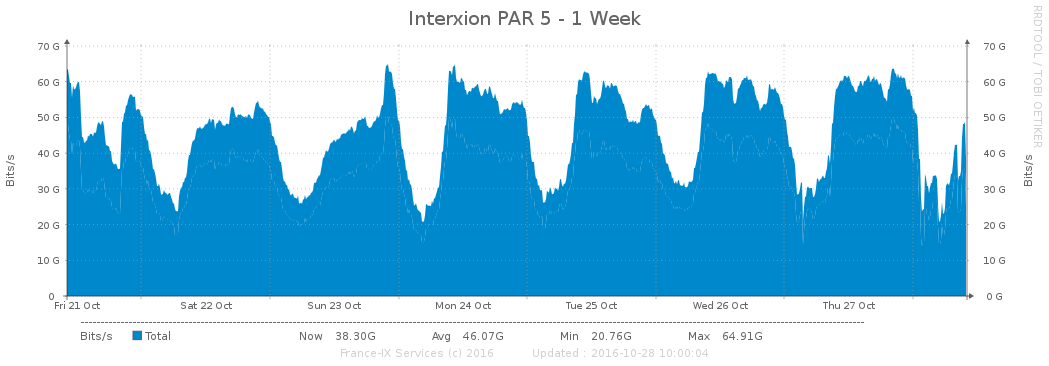 Interxion PAR 5 - 1 Week
RRDTOOL / TOBI OETIKER
Bits/s
70 G 70 G
60 G 60 G
50 G 50 G
40 G 40 G
30 G 30 G
20 G 20 G
10 G 10 G
0 0 G
Bits/s
Fri 21 Oct Sat 22 Oct Sun 23 Oct Mon 24 Oct Tue 25 Oct Wed 26 Oct Thu 27 Oct
Bits/s Total Now 38.30G Avg 46.07G Min 20.76G Max 64.91G
France-IX Services (c) 2016 Updated : 2016-10-28 10:00:04